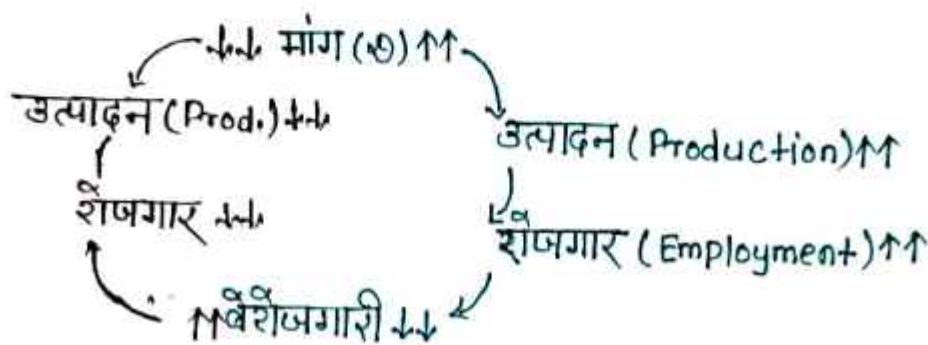 ↓↓ मांग (D) ↑↑
उत्पादन (Prod.) ↓↓
उत्पादन (Production) ↑↑
रोजगार ↓↓
रोजगार (Employment) ↑↑
↑↑ बेरोजगारी ↓↓